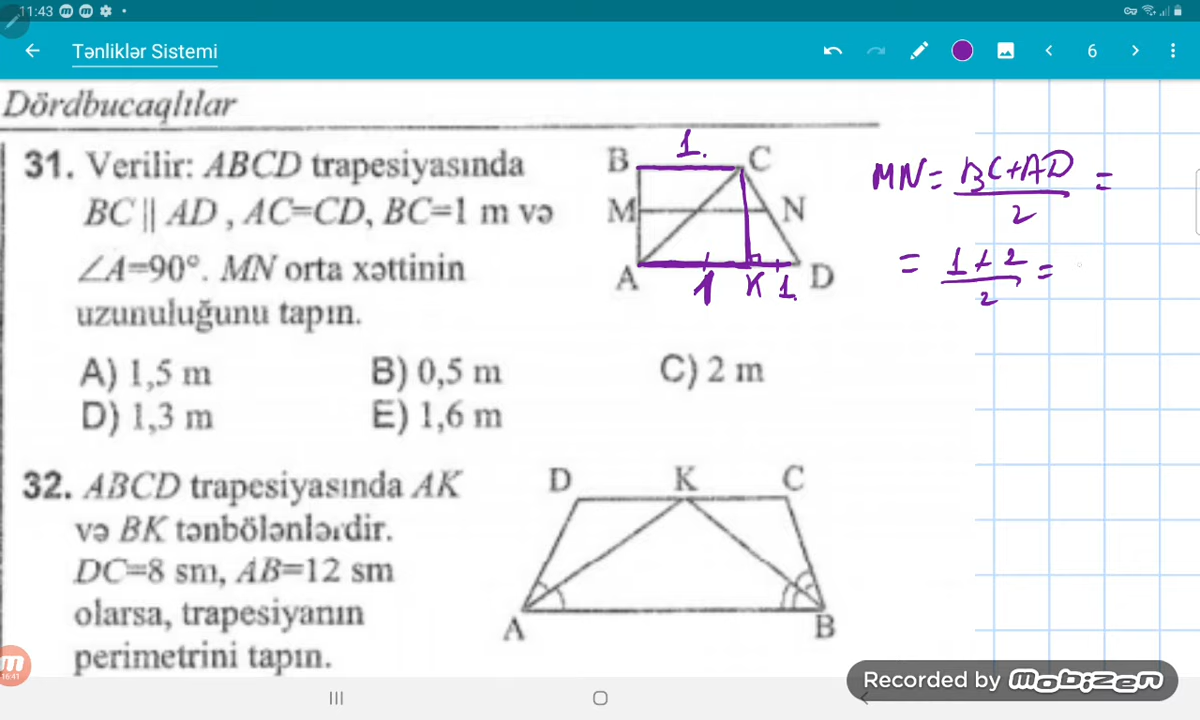 11:43
Tənliklər Sistemi
6
Dördbucaqlılar
31. Verilir: ABCD trapesiyasında
BC || AD , AC=CD, BC=1 m və
∠A=90°. MN orta xəttinin
uzunuluğunu tapın.
A) 1,5 m B) 0,5 m C) 2 m
D) 1,3 m E) 1,6 m
B 1. C
M N
A 1 K 1. D
MN = BC+AD / 2 =
= 1+2 / 2 =
32. ABCD trapesiyasında AK
və BK tənbölənlərdir.
DC=8 sm, AB=12 sm
olarsa, trapesiyanın
perimetrini tapın.
D K C
A B
16:41
Recorded by mobizen